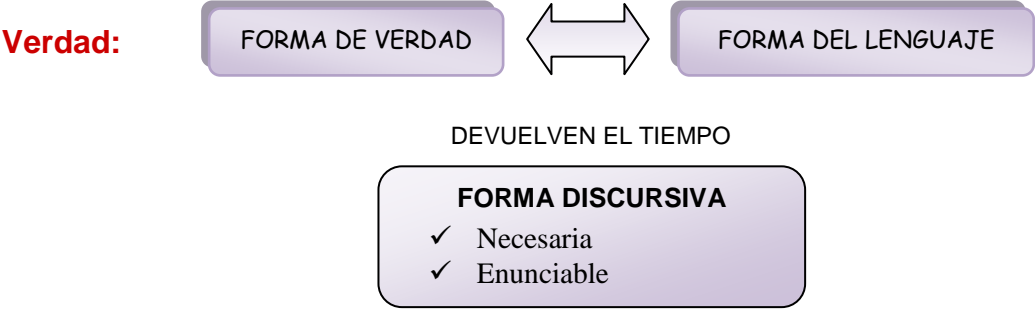 Verdad: FORMA DE VERDAD FORMA DEL LENGUAJE
DEVUELVEN EL TIEMPO
FORMA DISCURSIVA
✓ Necesaria
✓ Enunciable